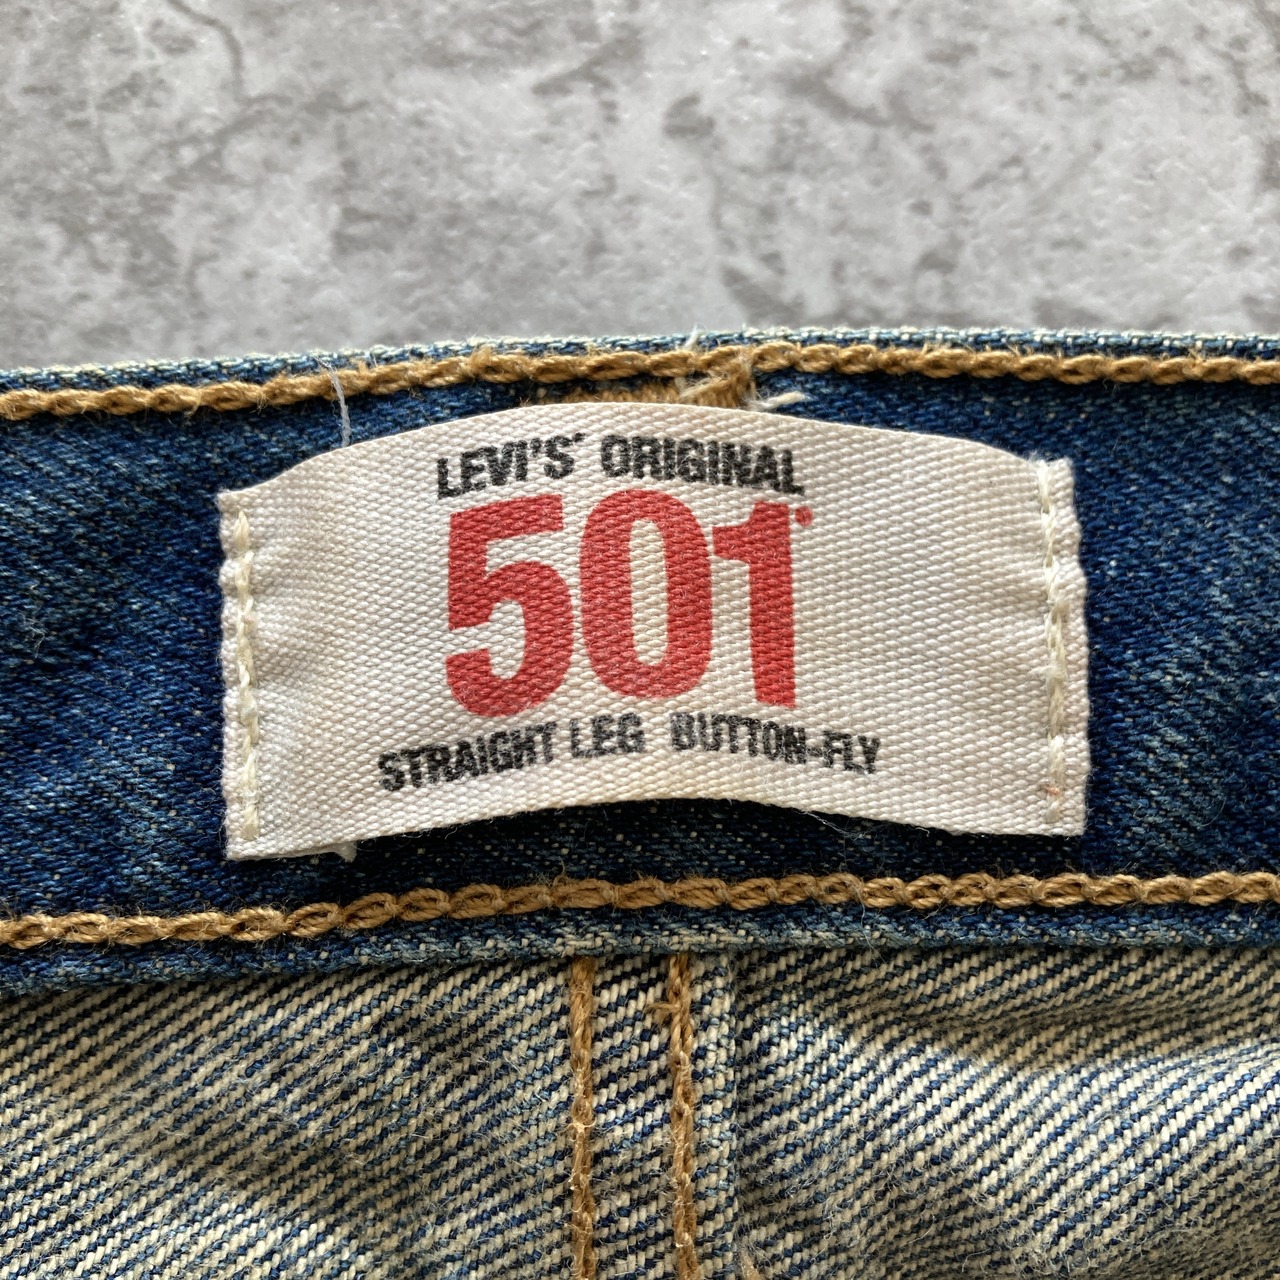 LEVI'S® ORIGINAL
501®
STRAIGHT LEG BUTTON-FLY